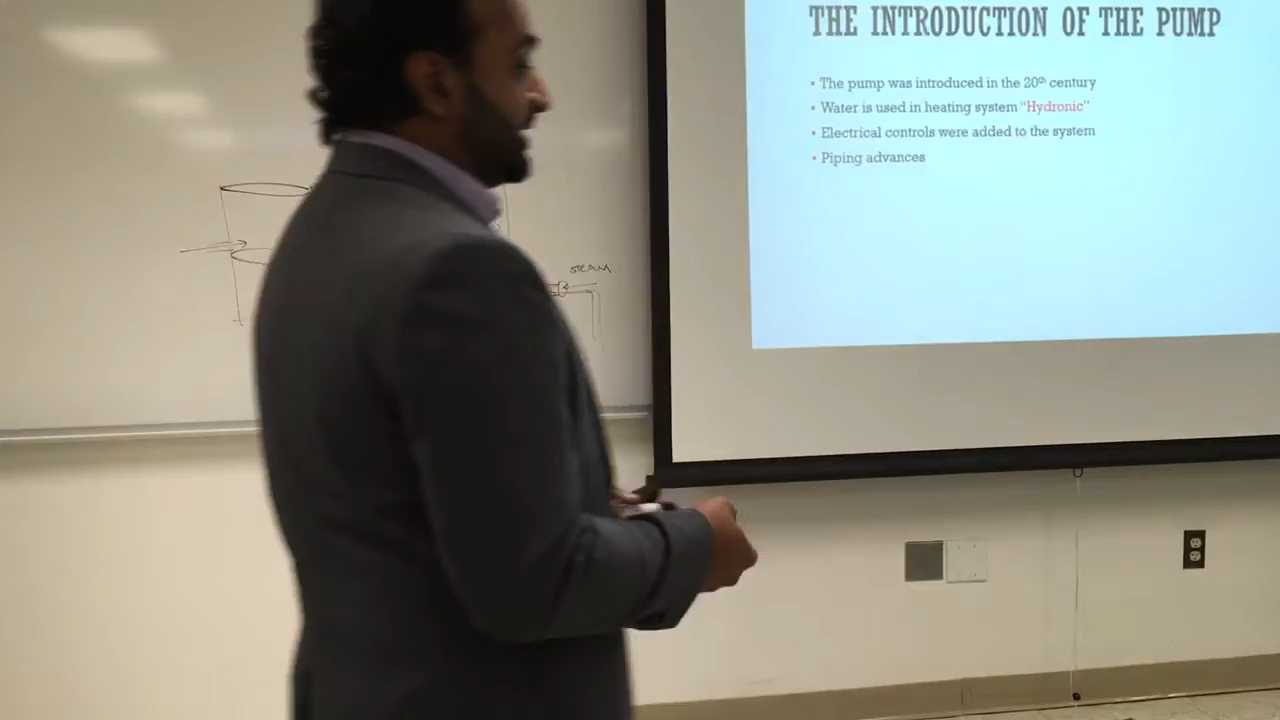 THE INTRODUCTION OF THE PUMP
• The pump was introduced in the 20th century
• Water is used in heating system “Hydronic”
• Electrical controls were added to the system
• Piping advances
STEAM